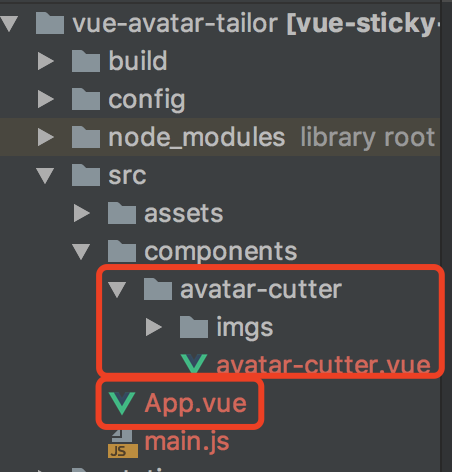 vue-avatar-tailor [vue-sticky-
build
config
node_modules library root
src
assets
components
avatar-cutter
imgs
avatar-cutter.vue
App.vue
JS main.js